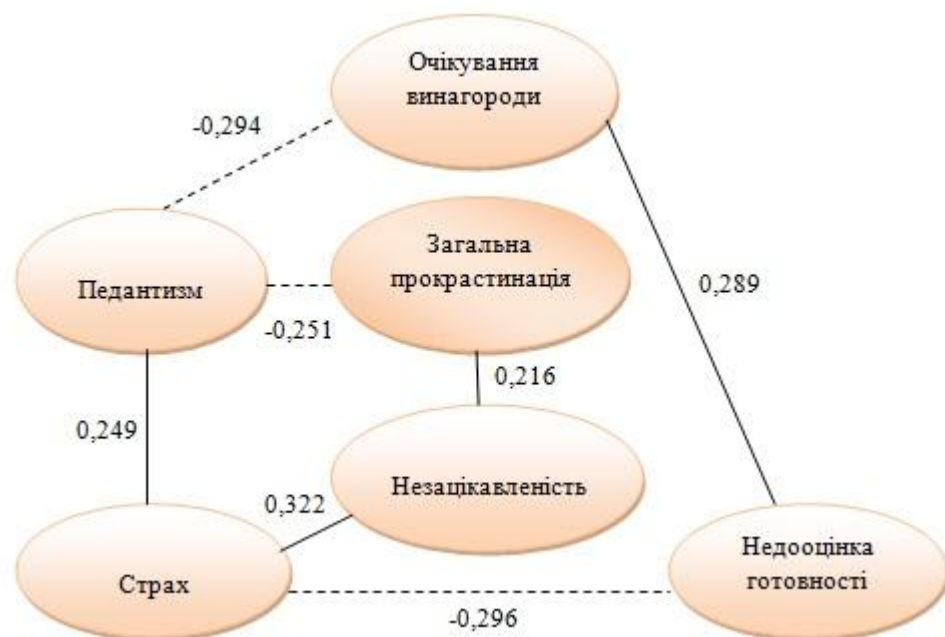 Очікування
винагороди
-0,294
Загальна
прокрастинація
Педантизм
0,289
-0,251
0,216
0,249
Незацікавленість
0,322
Недооцінка
готовності
Страх
-0,296